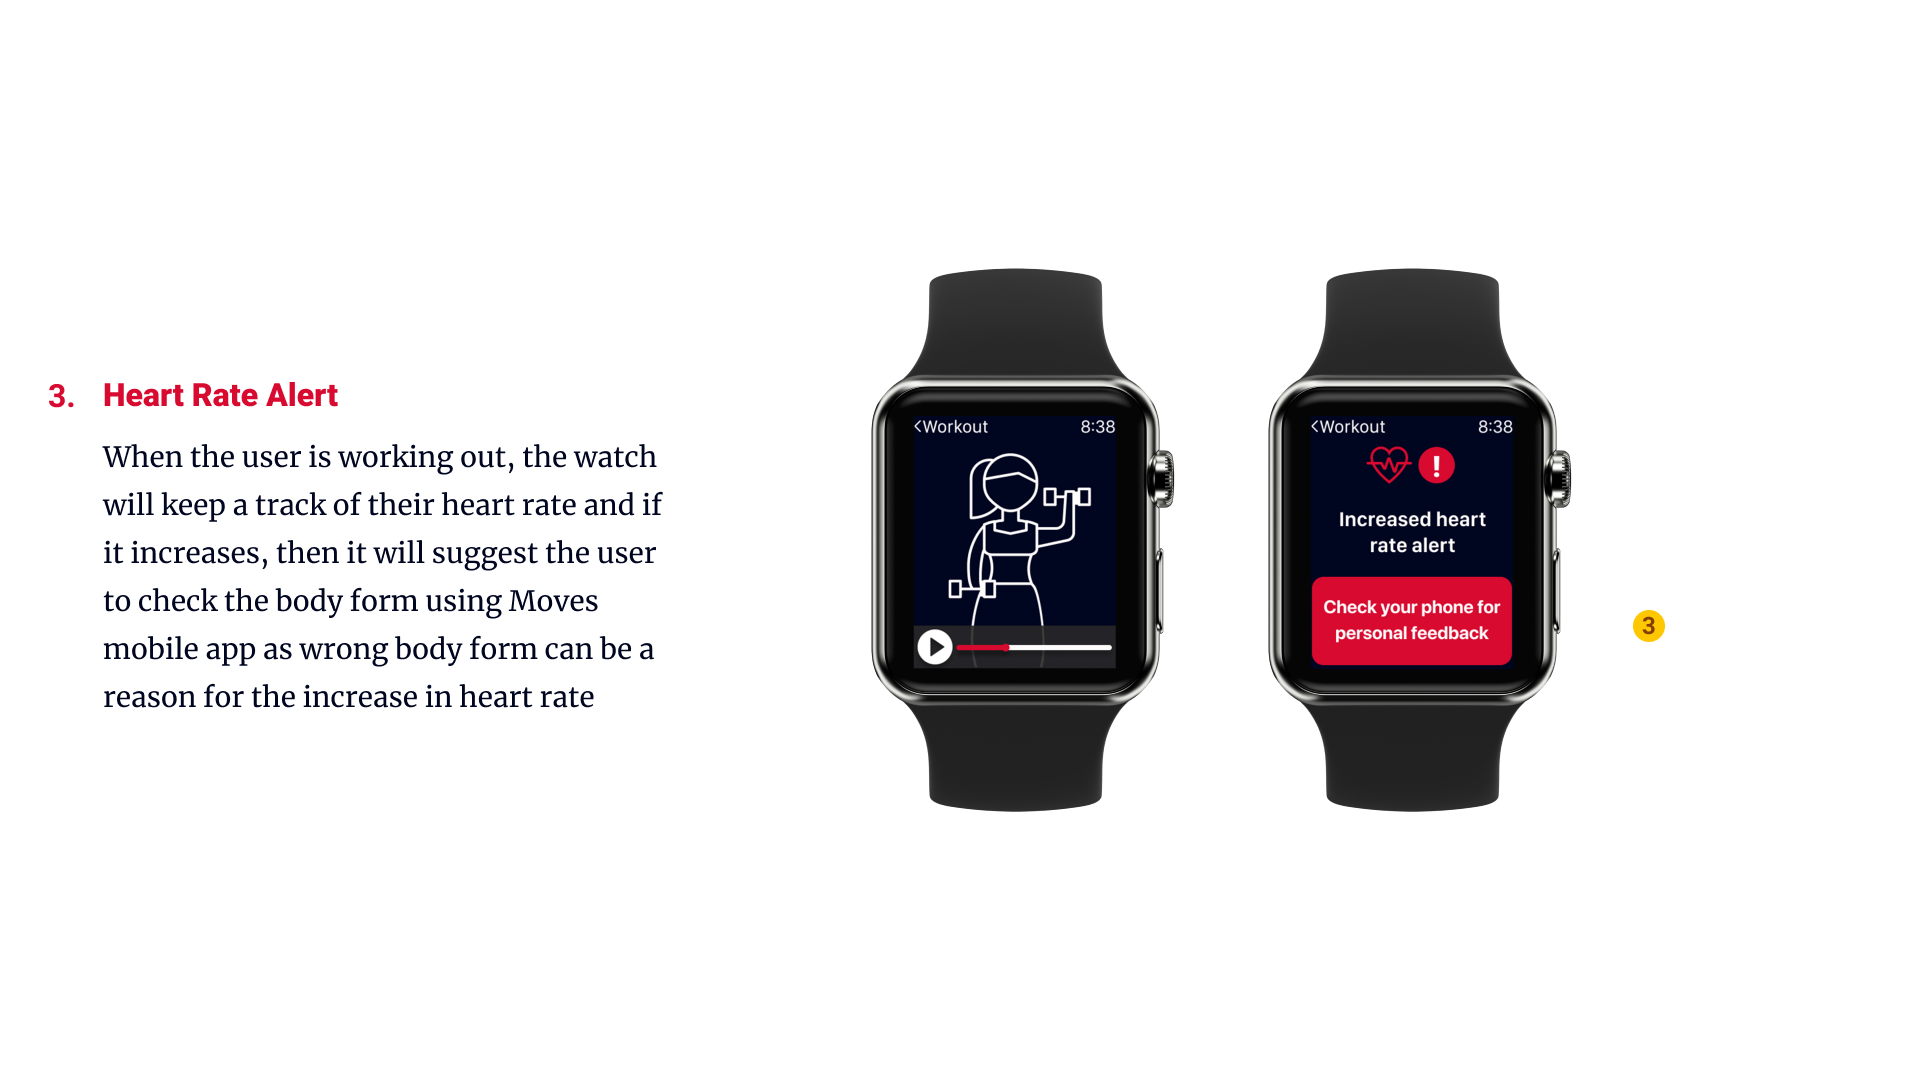 3. Heart Rate Alert
When the user is working out, the watch
will keep a track of their heart rate and if
it increases, then it will suggest the user
to check the body form using Moves
mobile app as wrong body form can be a
reason for the increase in heart rate
<Workout 8:38
<Workout 8:38
!
Increased heart
rate alert
Check your phone for
personal feedback
3